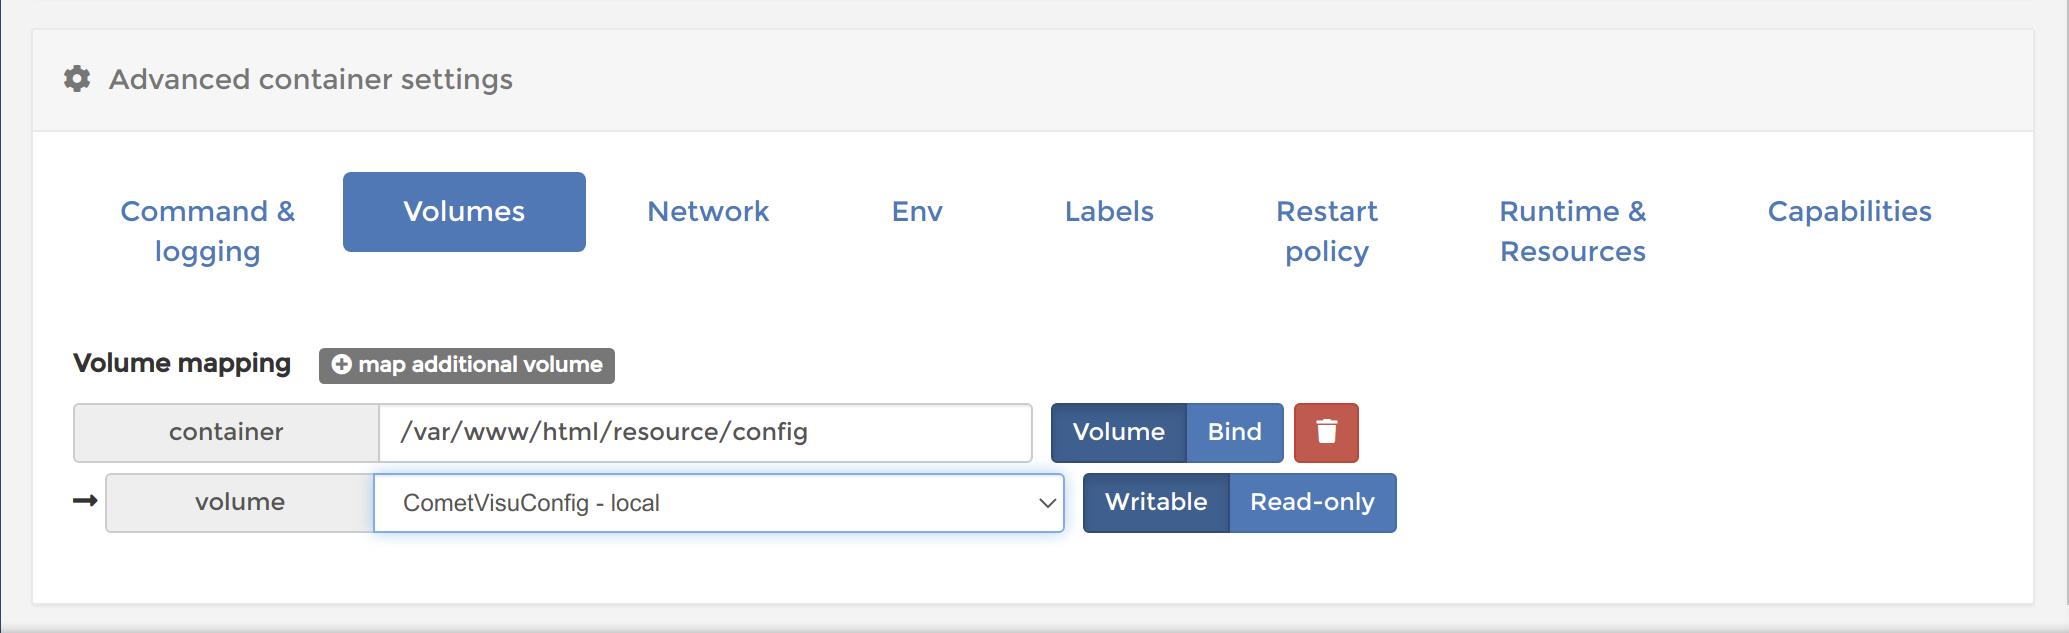 Advanced container settings
Command &
logging
Volumes
Network
Env
Labels
Restart
policy
Runtime &
Resources
Capabilities
Volume mapping
map additional volume
container
/var/www/html/resource/config
Volume
Bind
volume
CometVisuConfig - local
Writable
Read-only